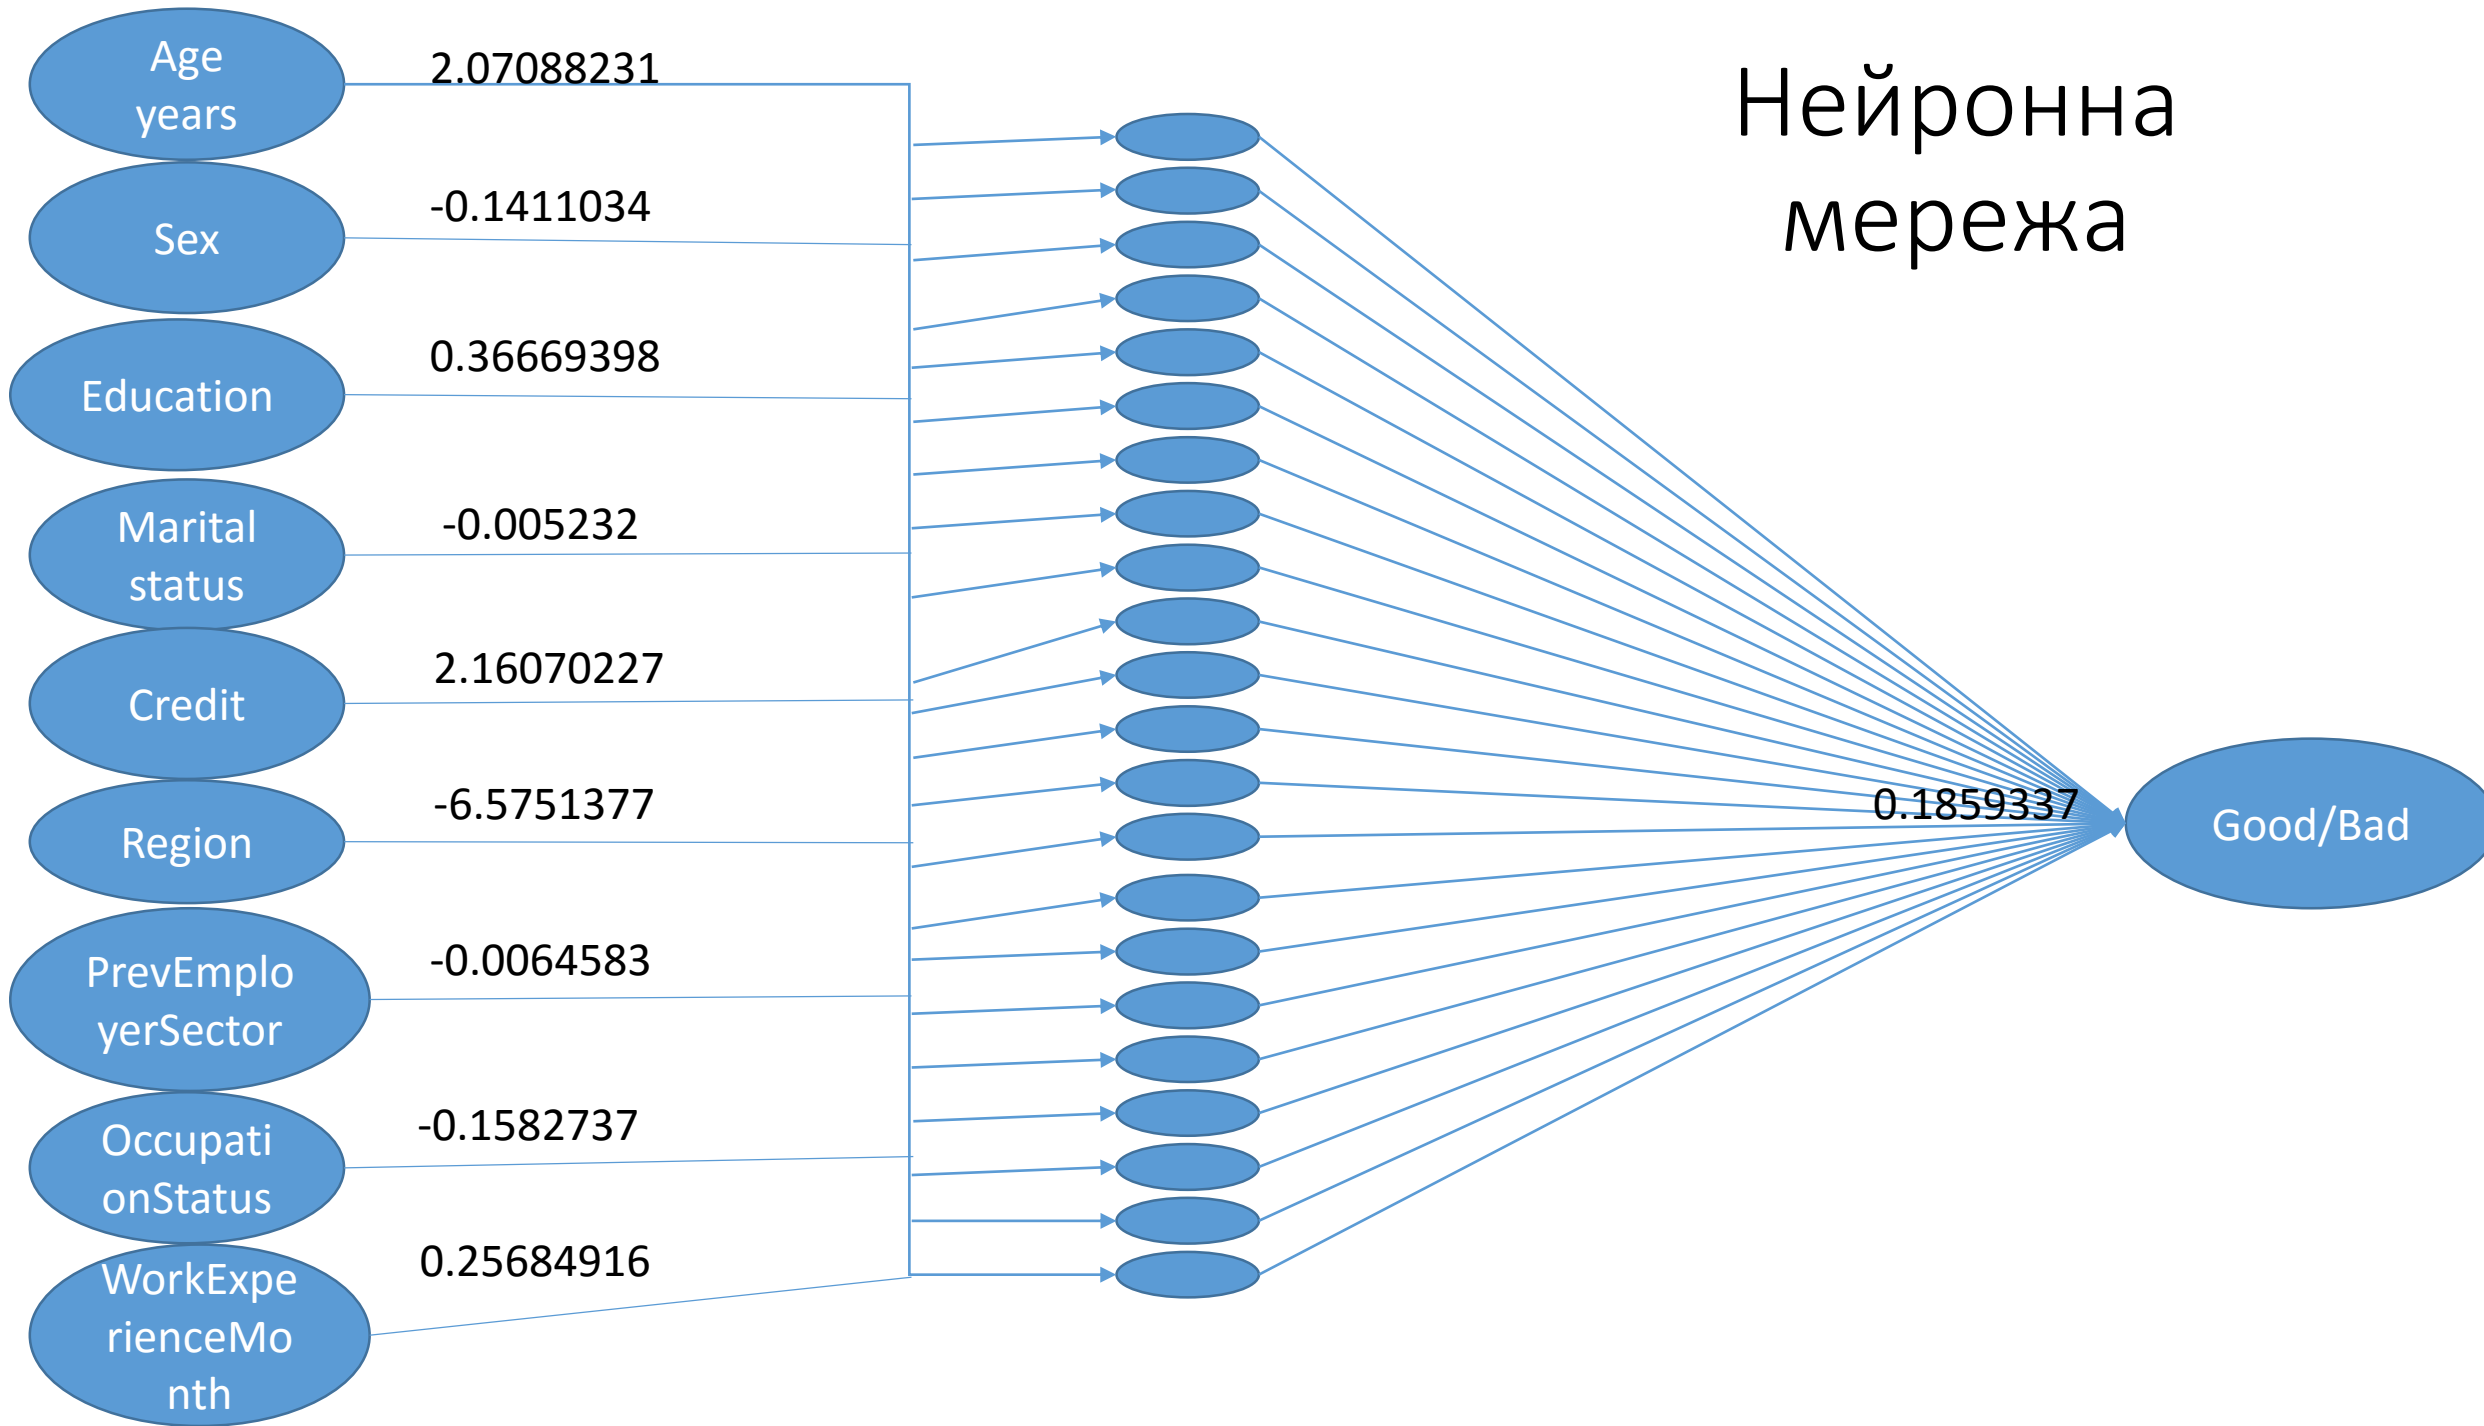 Нейронна
мережа
Age
years
2.07088231
Sex
-0.1411034
Education
0.36669398
Marital
status
-0.005232
Credit
2.16070227
Region
-6.5751377
PrevEmplo
yerSector
-0.0064583
Occupati
onStatus
-0.1582737
WorkExpe
rienceMo
nth
0.25684916
0.1859337
Good/Bad